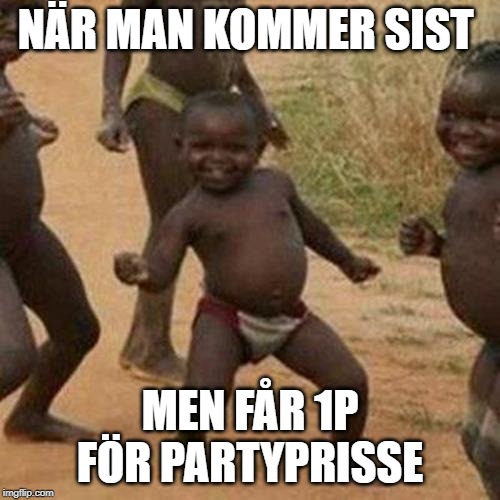 NÄR MAN KOMMER SIST
MEN FÅR 1P
FÖR PARTYPRISSE
imgflip.com